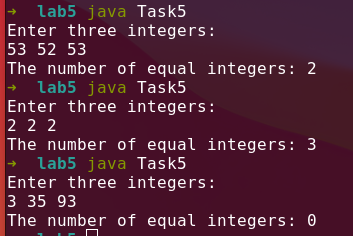 → lab5 java Task5
Enter three integers:
53 52 53
The number of equal integers: 2
→ lab5 java Task5
Enter three integers:
2 2 2
The number of equal integers: 3
→ lab5 java Task5
Enter three integers:
3 35 93
The number of equal integers: 0
→ lab5